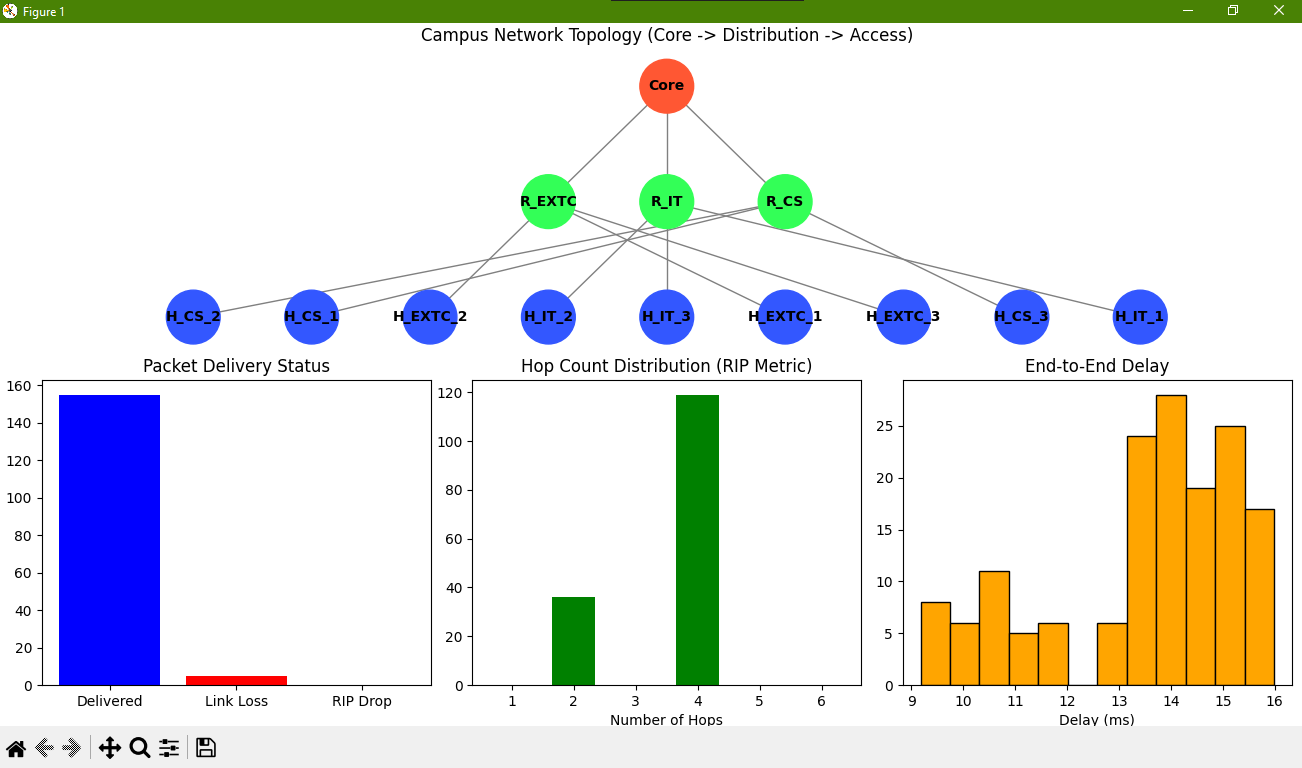 Figure 1
Campus Network Topology (Core -> Distribution -> Access)
Core
R_EXTC R_IT R_CS
H_CS_2 H_CS_1 H_EXTC_2 H_IT_2 H_IT_3 H_EXTC_1 H_EXTC_3 H_CS_3 H_IT_1
Packet Delivery Status
160
140
120
100
80
60
40
20
0
Delivered Link Loss RIP Drop
Hop Count Distribution (RIP Metric)
120
100
80
60
40
20
0
1 2 3 4 5 6
Number of Hops
End-to-End Delay
25
20
15
10
5
0
9 10 11 12 13 14 15 16
Delay (ms)